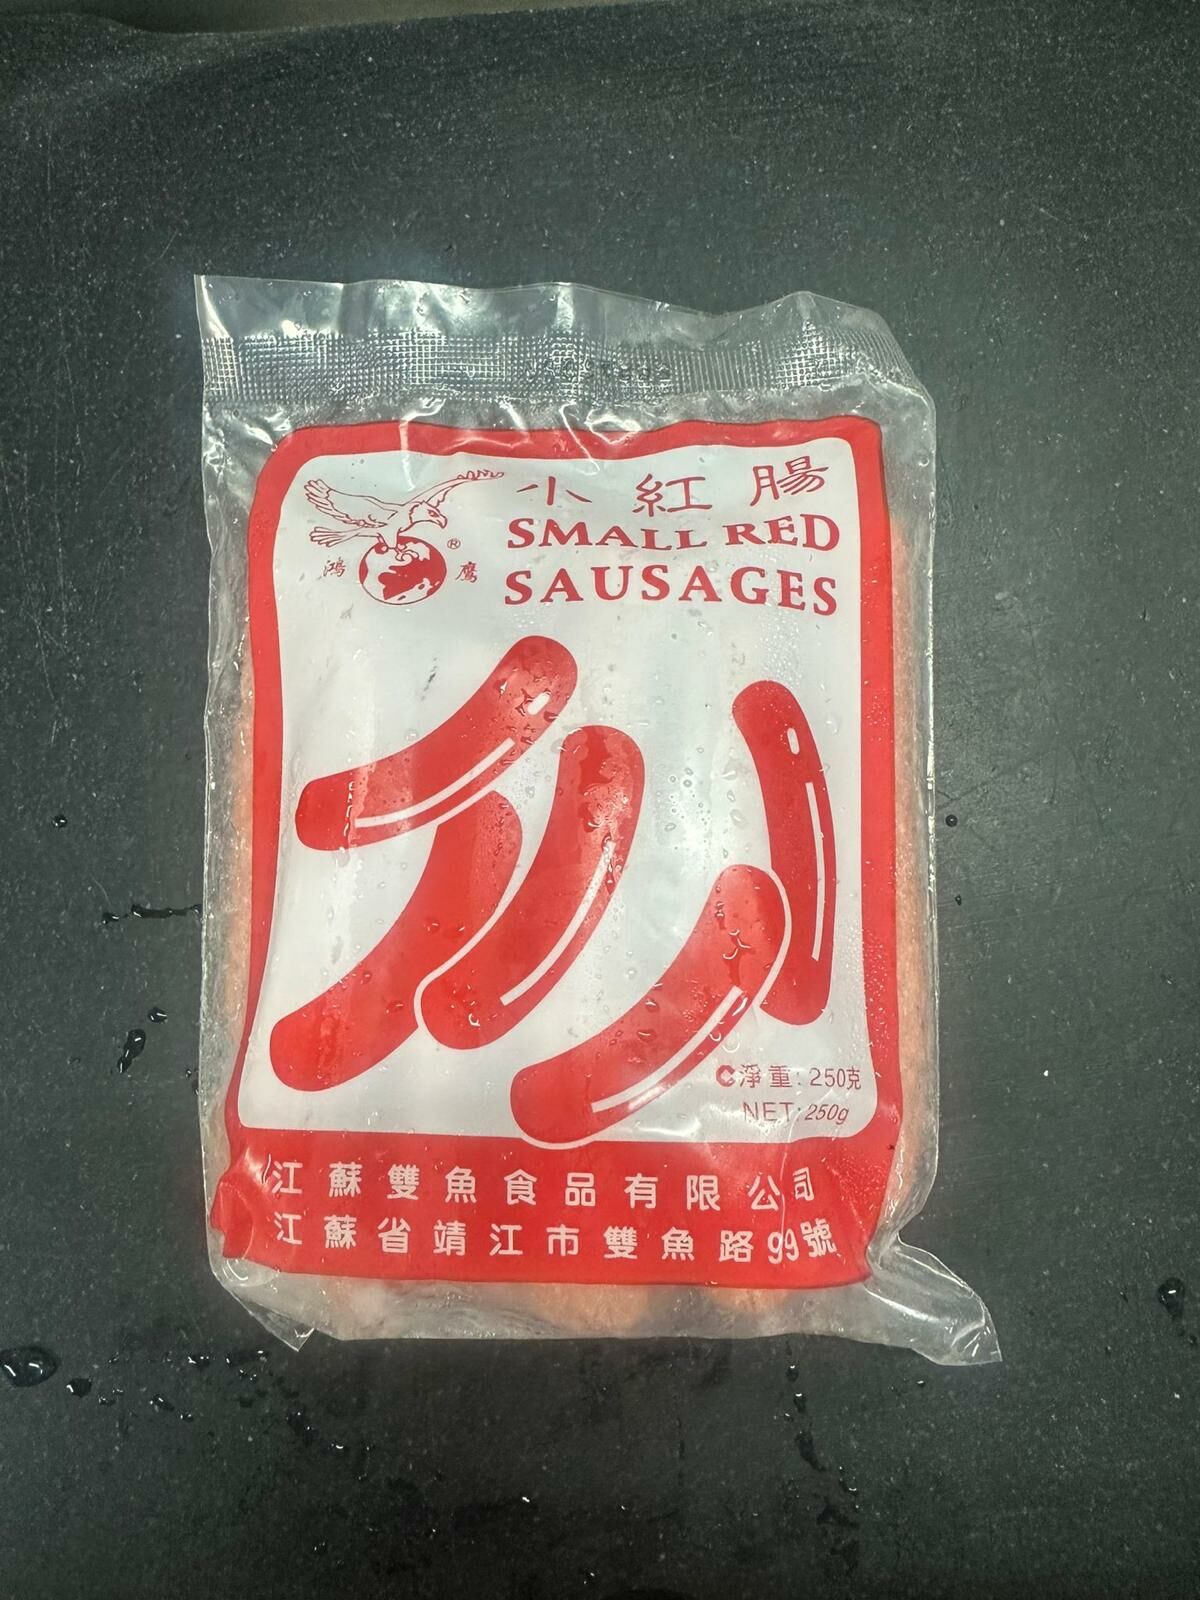 小紅腸
SMALL RED
SAUSAGES
®
鴻 鹰
淨重: 250克
NET: 250g
江蘇雙魚食品有限公司
江蘇省靖江市雙魚路99號